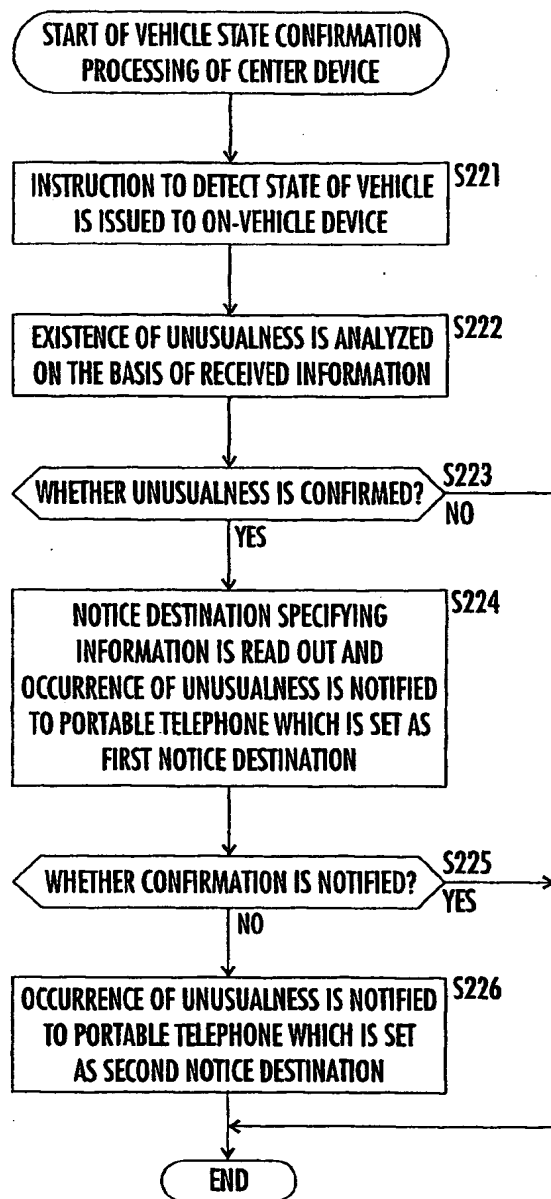 START OF VEHICLE STATE CONFIRMATION
PROCESSING OF CENTER DEVICE
S221
INSTRUCTION TO DETECT STATE OF VEHICLE
IS ISSUED TO ON-VEHICLE DEVICE
S222
EXISTENCE OF UNUSUALNESS IS ANALYZED
ON THE BASIS OF RECEIVED INFORMATION
S223
WHETHER UNUSUALNESS IS CONFIRMED?
NO
YES
S224
NOTICE DESTINATION SPECIFYING
INFORMATION IS READ OUT AND
OCCURRENCE OF UNUSUALNESS IS NOTIFIED
TO PORTABLE TELEPHONE WHICH IS SET AS
FIRST NOTICE DESTINATION
S225
WHETHER CONFIRMATION IS NOTIFIED?
YES
NO
S226
OCCURRENCE OF UNUSUALNESS IS NOTIFIED
TO PORTABLE TELEPHONE WHICH IS SET
AS SECOND NOTICE DESTINATION
END